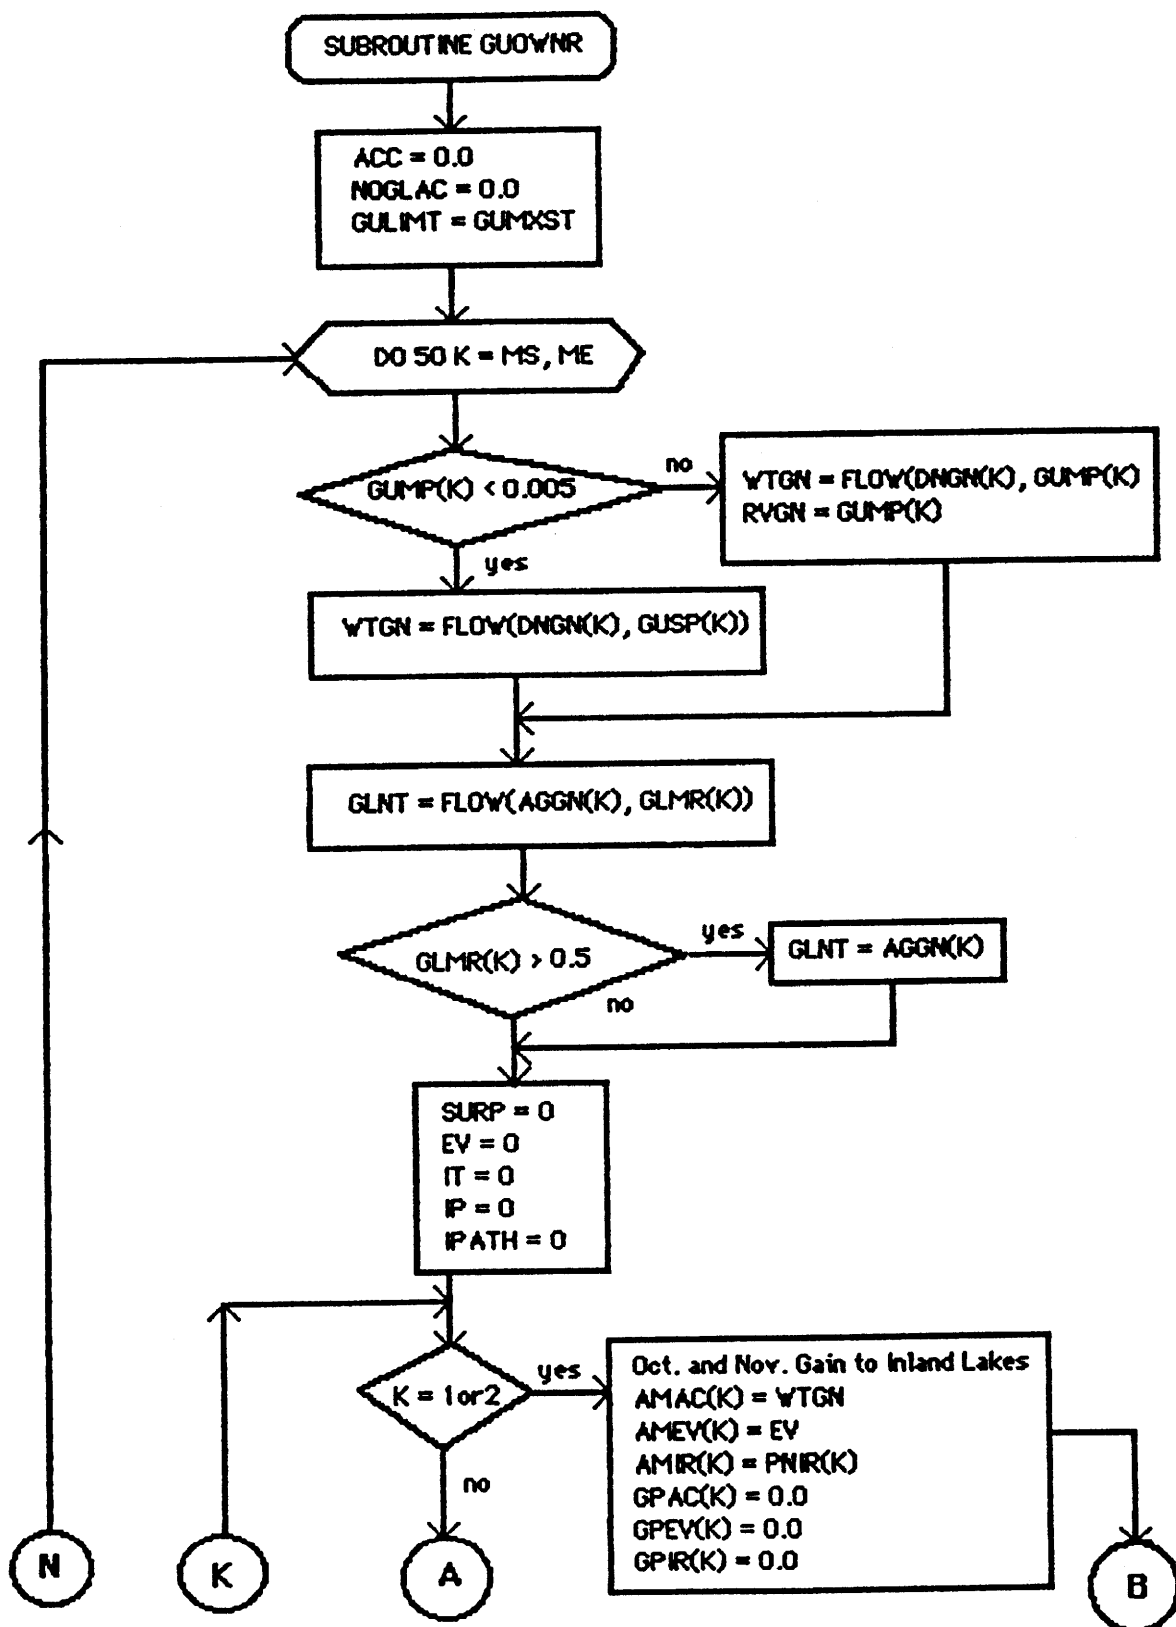 SUBROUTINE GUOWNR
ACC = 0.0
NOGLAC = 0.0
GULIMT = GUMXST
DO 50 K = MS, ME
GUMP(K) < 0.005
no
WTGN = FLOW(DNGN(K), GUMP(K)
RVGN = GUMP(K)
yes
WTGN = FLOW(DNGN(K), GUSP(K))
GLNT = FLOW(AGGN(K), GLMR(K))
GLMR(K) > 0.5
yes
GLNT = AGGN(K)
no
SURP = 0
EV = 0
IT = 0
IP = 0
IPATH = 0
K = 1or2
yes
Oct. and Nov. Gain to Inland Lakes
AMAC(K) = WTGN
AMEV(K) = EV
AMIR(K) = PNIR(K)
GPAC(K) = 0.0
GPEV(K) = 0.0
GPIR(K) = 0.0
no
N
K
A
B